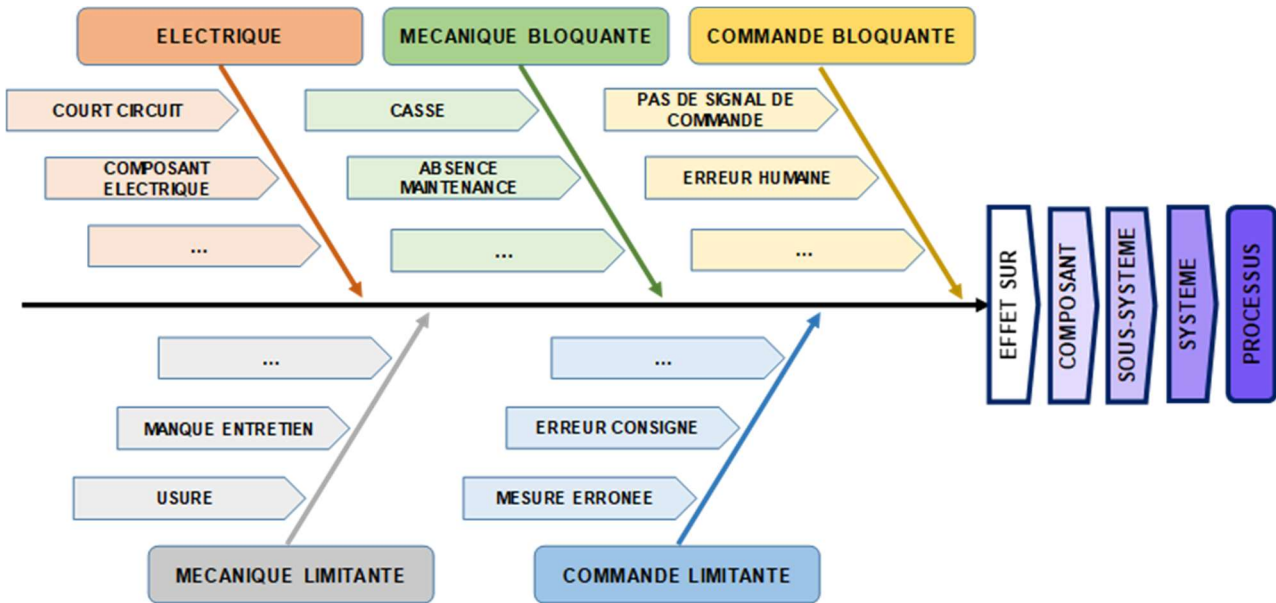 ELECTRIQUE
MECANIQUE BLOQUANTE
COMMANDE BLOQUANTE
COURT CIRCUIT
CASSE
PAS DE SIGNAL DE
COMMANDE
COMPOSANT
ELECTRIQUE
ABSENCE
MAINTENANCE
ERREUR HUMAINE
...
...
...
EFFET SUR
COMPOSANT
SOUS-SYSTEME
SYSTEME
PROCESSUS
...
...
MANQUE ENTRETIEN
ERREUR CONSIGNE
USURE
MESURE ERRONEE
MECANIQUE LIMITANTE
COMMANDE LIMITANTE